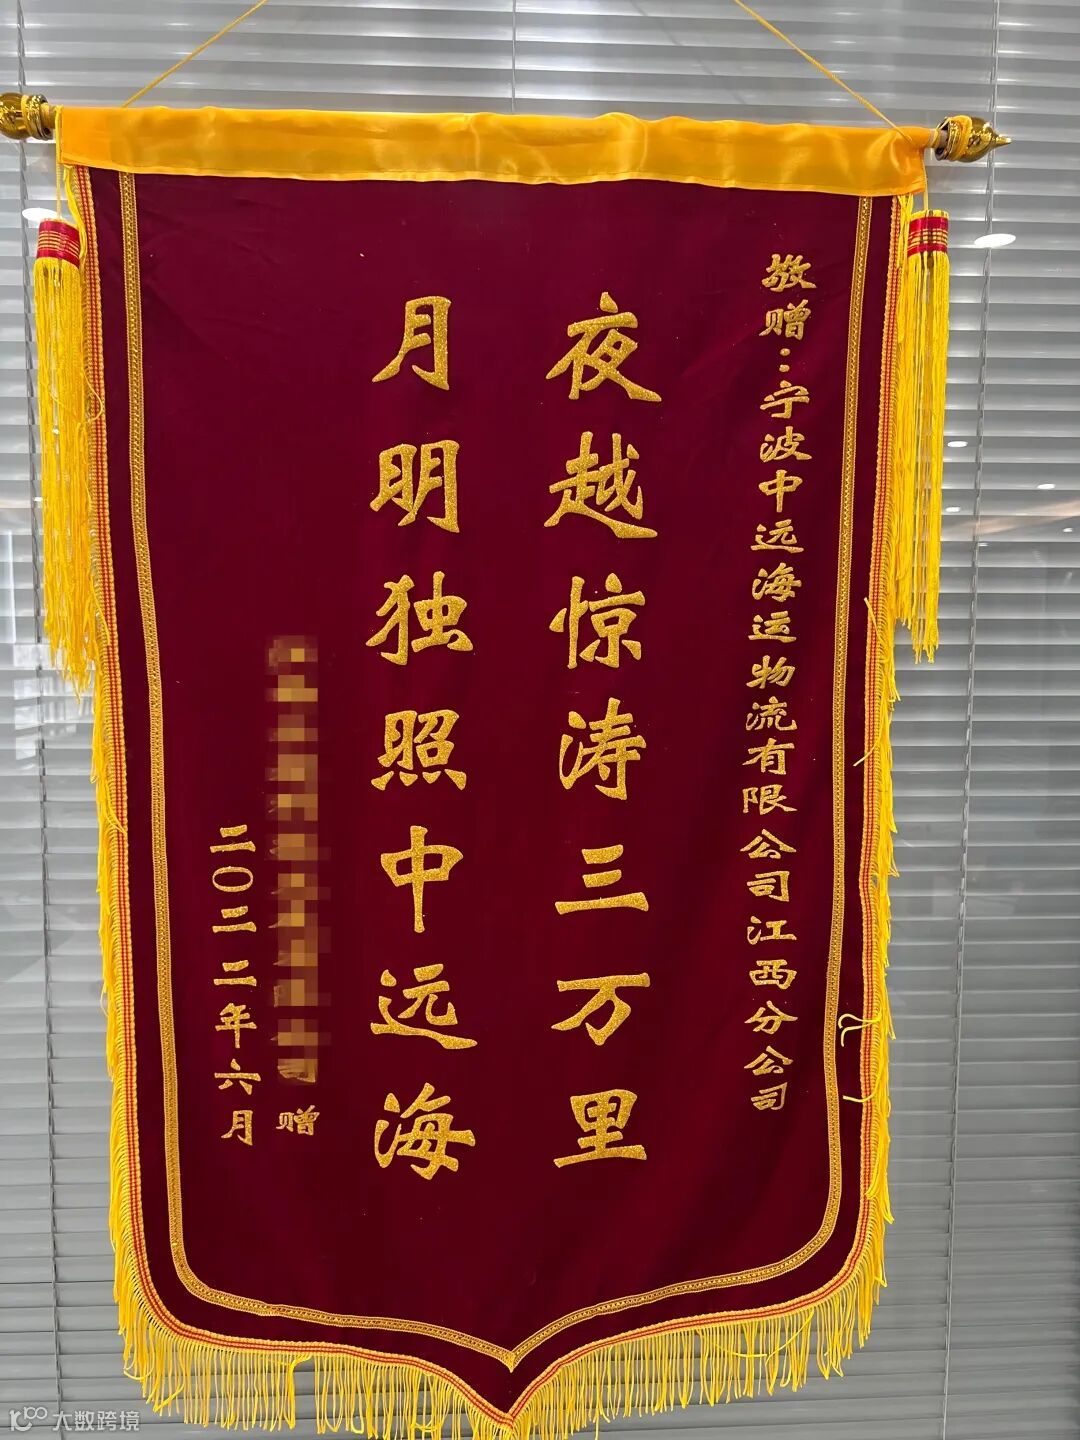 敬赠：宁波中远海运物流有限公司江西分公司
夜越惊涛三万里
月明独照中远海
赠
二〇二二年六月
大数跨境